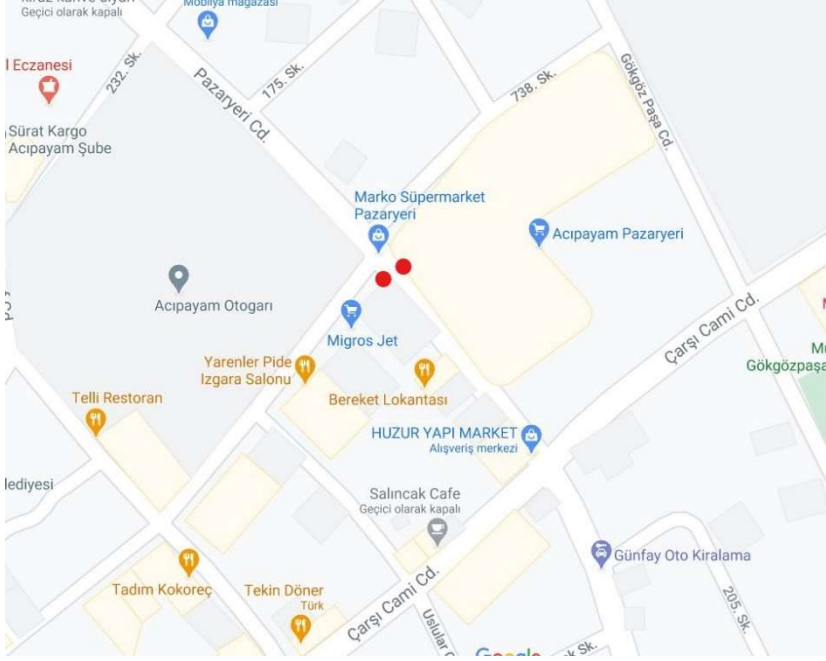 Geçici olarak kapalı
Mobilya mağazası
l Eczanesi
232. Sk.
175. Sk.
Pazaryeri Cd.
738. Sk.
Gökgöz Paşa Cd.
Sürat Kargo
Acıpayam Şube
Marko Süpermarket
Pazaryeri
Acıpayam Pazaryeri
Acıpayam Otogarı
Migros Jet
Çarşı Cami Cd.
Yarenler Pide
Izgara Salonu
Gökgözpaşa
Telli Restoran
Bereket Lokantası
HUZUR YAPI MARKET
Alışveriş merkezi
lediyesi
Salıncak Cafe
Geçici olarak kapalı
Günfay Oto Kiralama
Tadım Kokoreç
Tekin Döner
Türk
Çarşı Cami Cd.
Uslular
205. Sk.
Google
Sk.